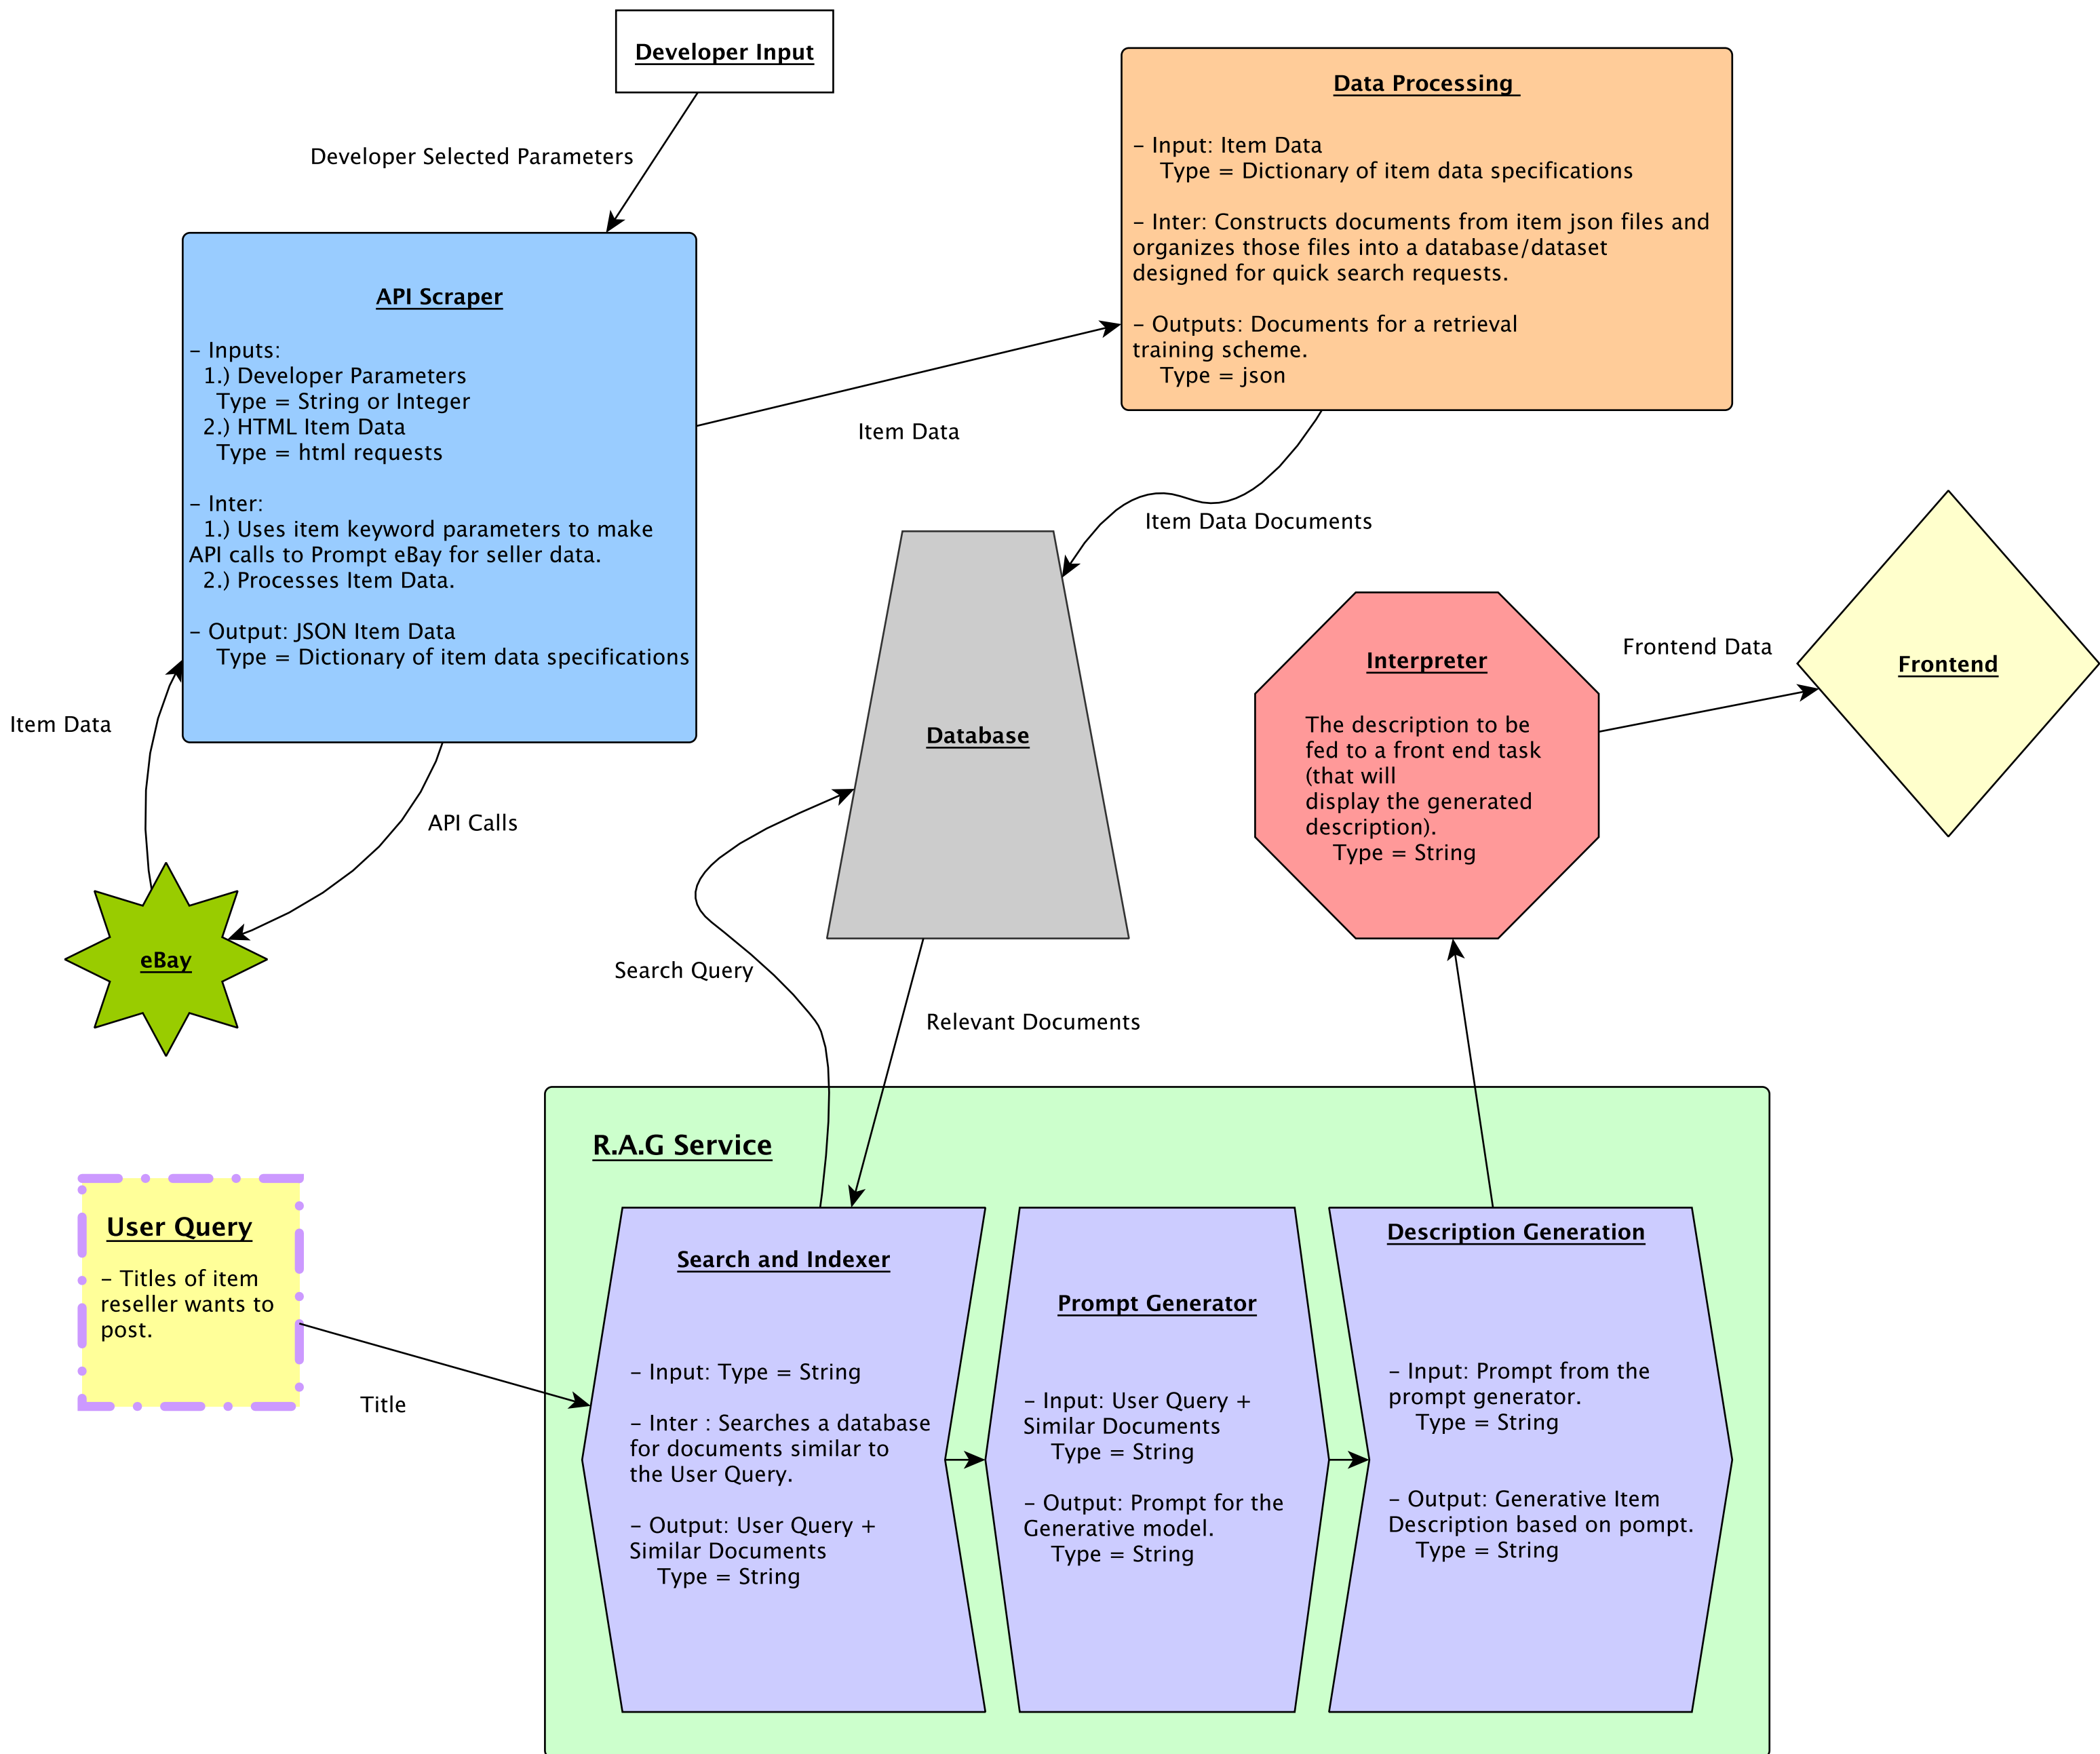 Developer Input
Developer Selected Parameters
Data Processing
- Input: Item Data
Type = Dictionary of item data specifications
- Inter: Constructs documents from item json files and
organizes those files into a database/dataset
designed for quick search requests.
- Outputs: Documents for a retrieval
training scheme.
Type = json
API Scraper
- Inputs:
1.) Developer Parameters
Type = String or Integer
2.) HTML Item Data
Type = html requests
- Inter:
1.) Uses item keyword parameters to make
API calls to Prompt eBay for seller data.
2.) Processes Item Data.
- Output: JSON Item Data
Type = Dictionary of item data specifications
Item Data
Item Data Documents
Item Data
API Calls
eBay
Database
Interpreter
The description to be
fed to a front end task
(that will
display the generated
description).
Type = String
Frontend Data
Frontend
Search Query
Relevant Documents
R.A.G Service
User Query
- Titles of item
reseller wants to
post.
Title
Search and Indexer
- Input: Type = String
- Inter : Searches a database
for documents similar to
the User Query.
- Output: User Query +
Similar Documents
Type = String
Prompt Generator
- Input: User Query +
Similar Documents
Type = String
- Output: Prompt for the
Generative model.
Type = String
Description Generation
- Input: Prompt from the
prompt generator.
Type = String
- Output: Generative Item
Description based on pompt.
Type = String